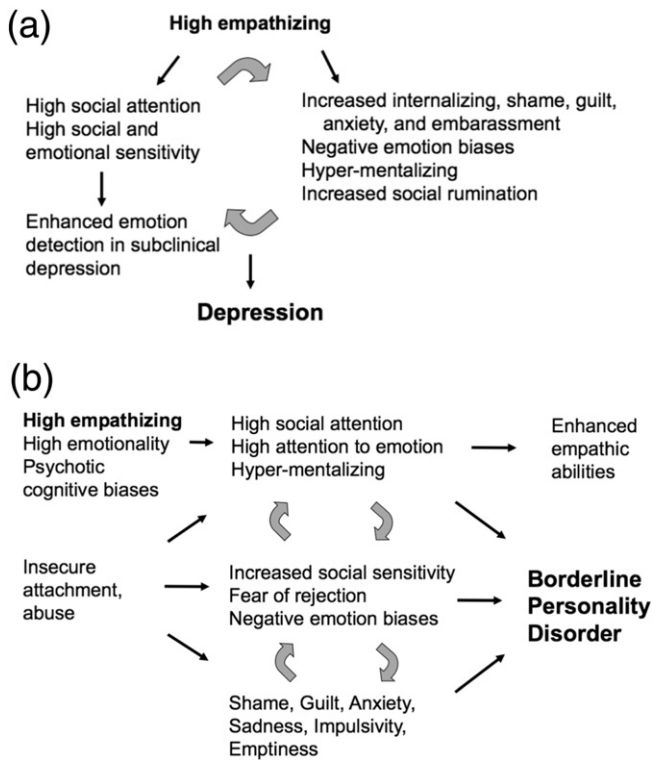 (a)
High empathizing
High social attention
High social and
emotional sensitivity
Increased internalizing, shame, guilt,
anxiety, and embarassment
Negative emotion biases
Hyper-mentalizing
Increased social rumination
Enhanced emotion
detection in subclinical
depression
Depression
(b)
High empathizing
High emotionality
Psychotic
cognitive biases
High social attention
High attention to emotion
Hyper-mentalizing
Enhanced
empathic
abilities
Insecure
attachment,
abuse
Increased social sensitivity
Fear of rejection
Negative emotion biases
Borderline
Personality
Disorder
Shame, Guilt, Anxiety,
Sadness, Impulsivity,
Emptiness